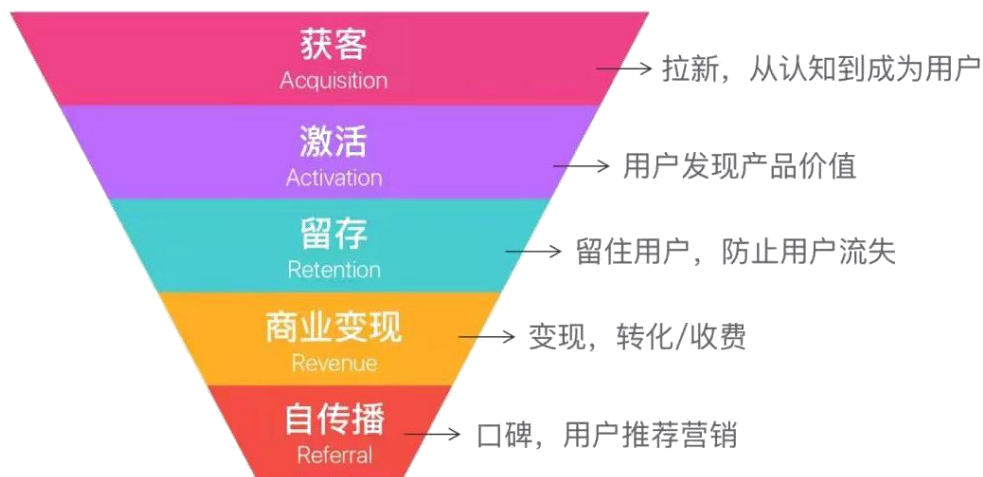 获客
Acquisition
拉新，从认知到成为用户
激活
Activation
用户发现产品价值
留存
Retention
留住用户，防止用户流失
商业变现
Revenue
变现，转化/收费
自传播
Referral
口碑，用户推荐营销